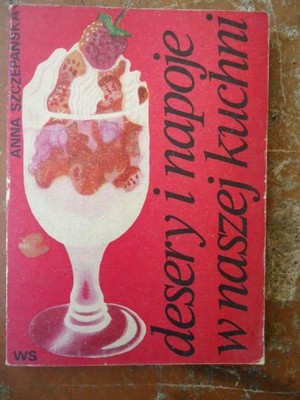 ANNA SZCZEPAŃSKA
desery i napoje
w naszej kuchni
WS